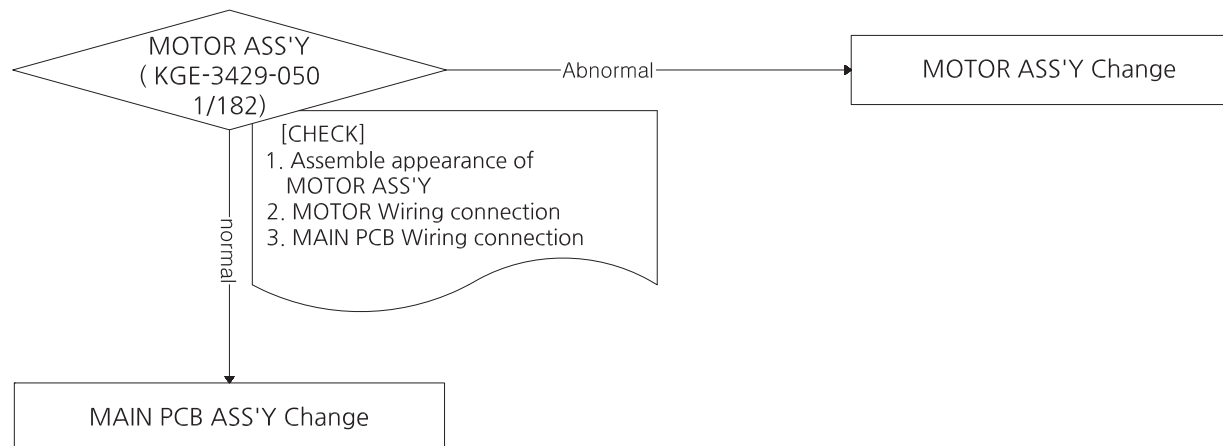 MOTOR ASS'Y
( KGE-3429-050
1/182)
Abnormal
MOTOR ASS'Y Change
[CHECK]
1. Assemble appearance of
MOTOR ASS'Y
2. MOTOR Wiring connection
3. MAIN PCB Wiring connection
normal
MAIN PCB ASS'Y Change